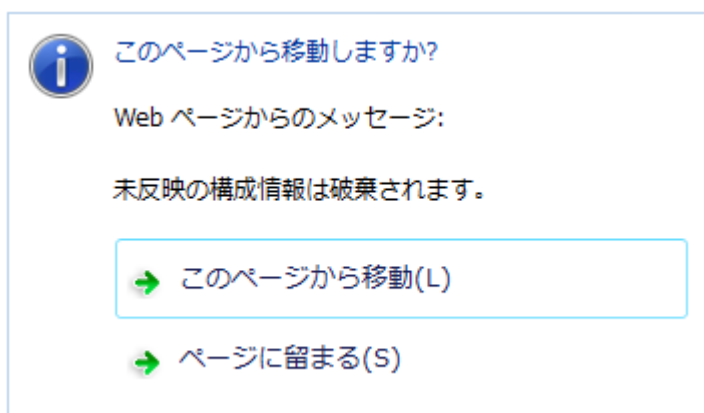 このページから移動しますか?
Web ページからのメッセージ:
未反映の構成情報は破棄されます。
このページから移動(L)
ページに留まる(S)